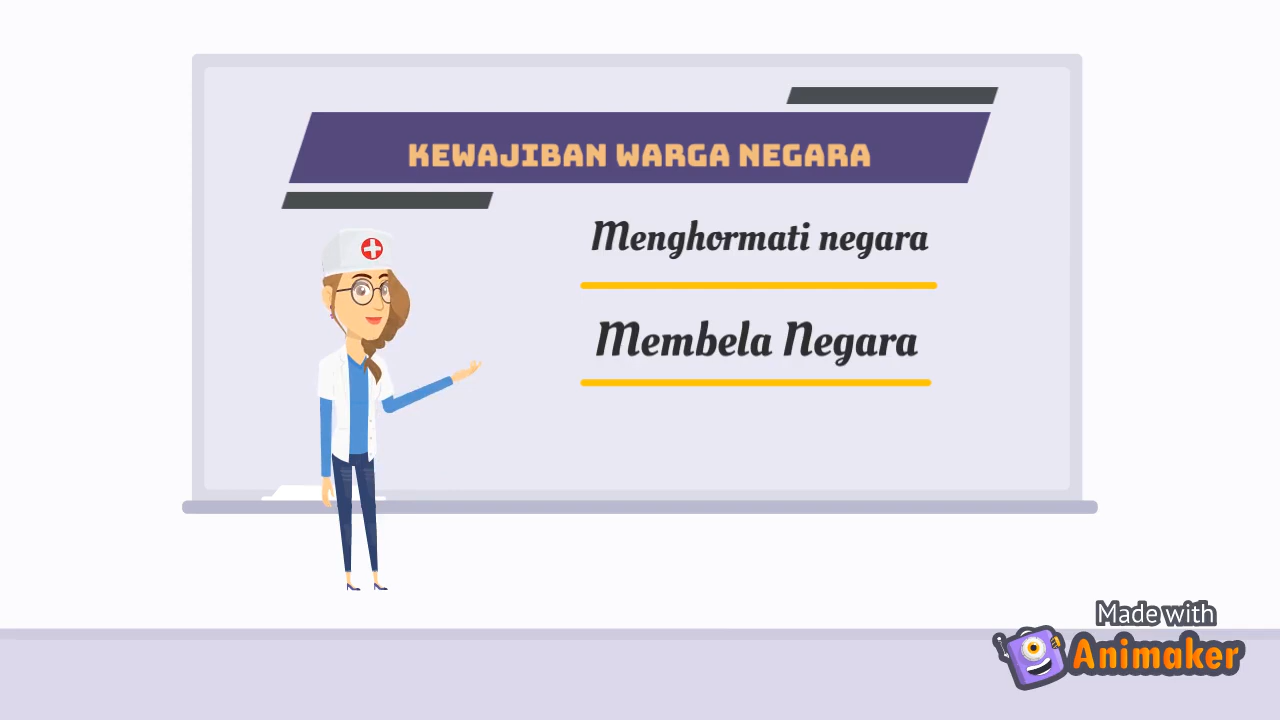 KEWAJIBAN WARGA NEGARA
Menghormati negara
Membela Negara
Made with
Animaker